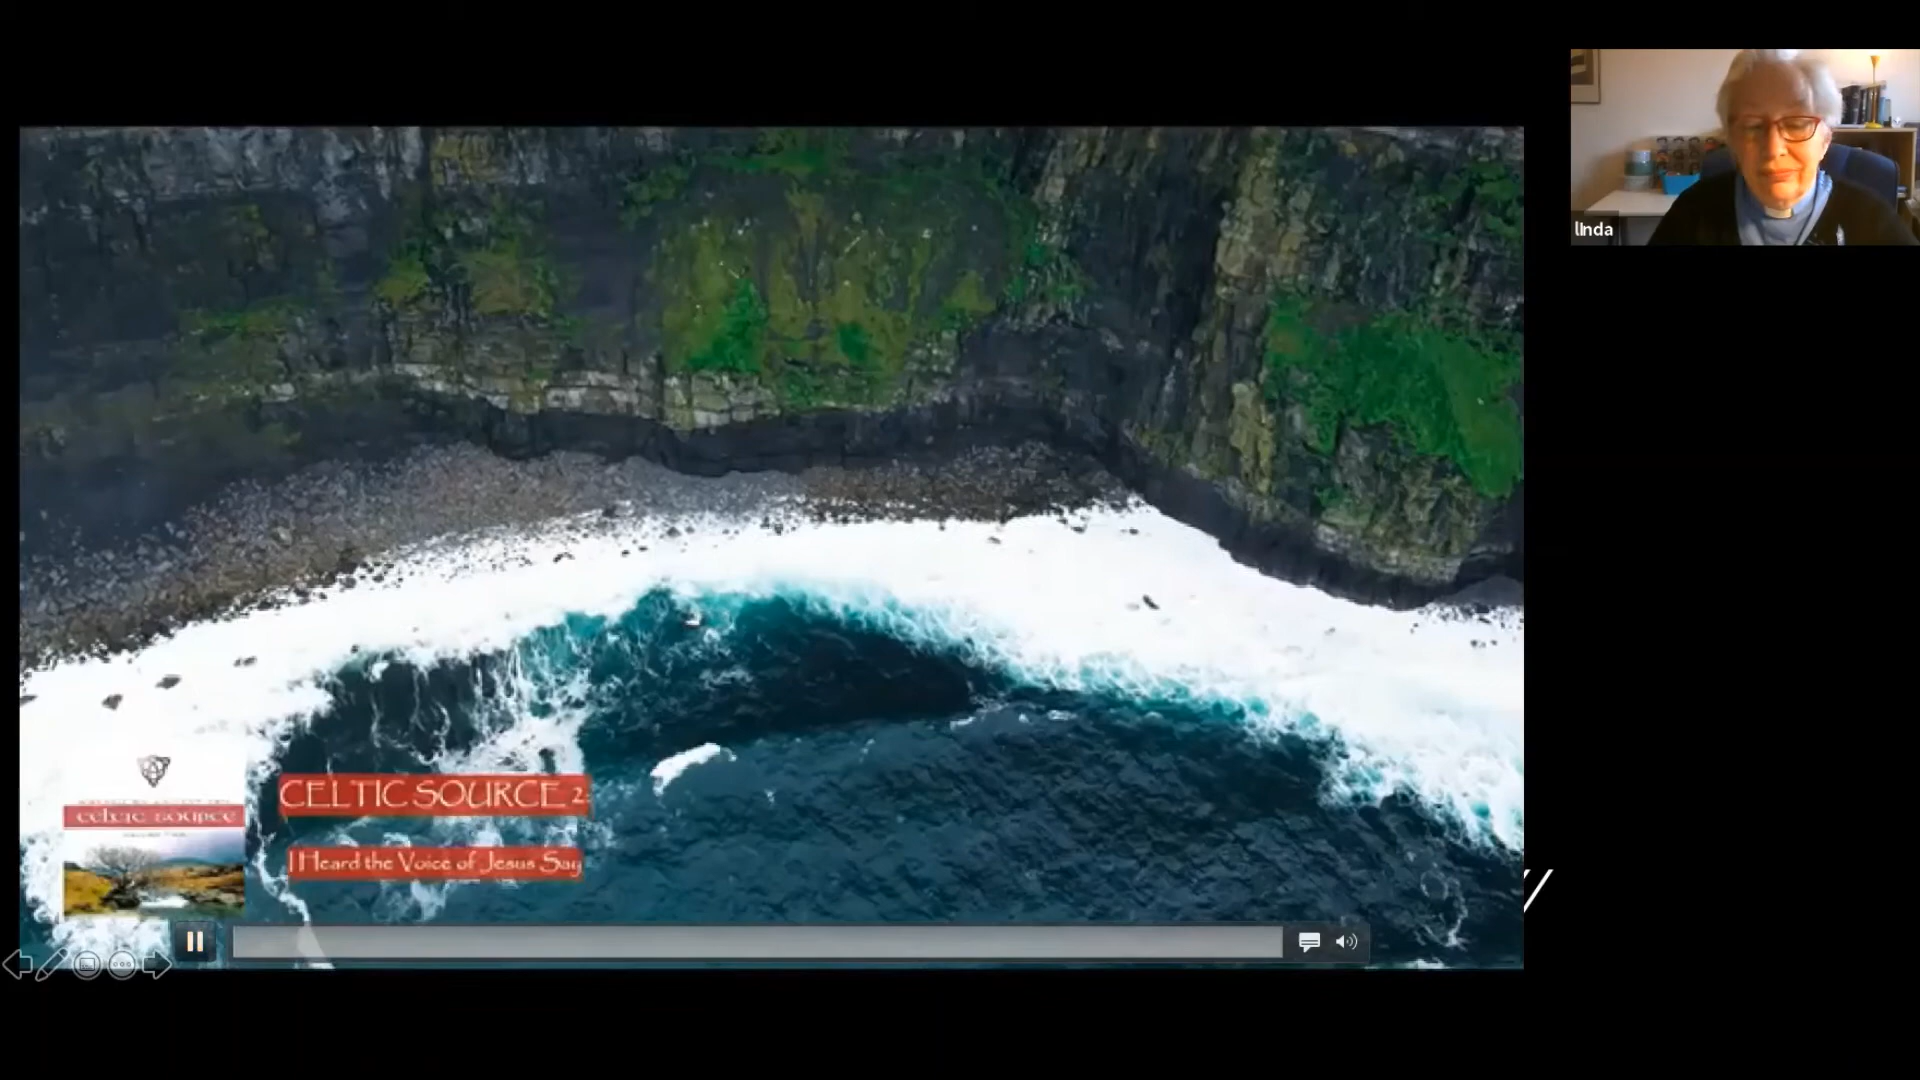 lInda
CELTIC SOURCE 2:
I Heard the Voice of Jesus Say
celtic source